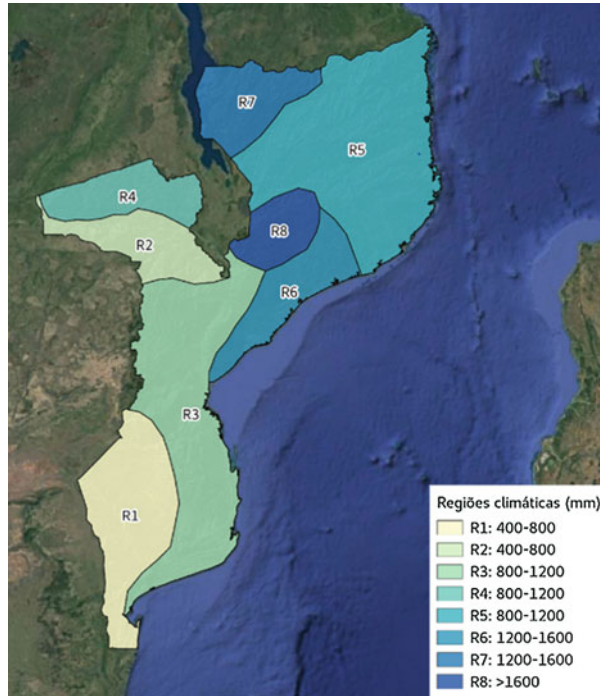 R7
R5
R4
R8
R2
R6
R3
R1
Regiões climáticas (mm)
R1: 400-800
R2: 400-800
R3: 800-1200
R4: 800-1200
R5: 800-1200
R6: 1200-1600
R7: 1200-1600
R8: >1600